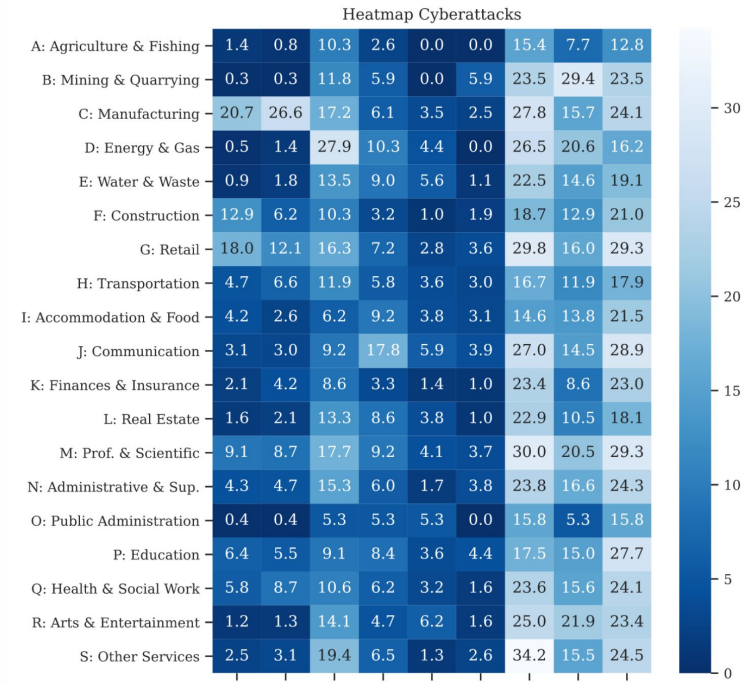 Heatmap Cyberattacks
A: Agriculture & Fishing 1.4 0.8 10.3 2.6 0.0 0.0 15.4 7.7 12.8
B: Mining & Quarrying 0.3 0.3 11.8 5.9 0.0 5.9 23.5 29.4 23.5
C: Manufacturing 20.7 26.6 17.2 6.1 3.5 2.5 27.8 15.7 24.1
D: Energy & Gas 0.5 1.4 27.9 10.3 4.4 0.0 26.5 20.6 16.2
E: Water & Waste 0.9 1.8 13.5 9.0 5.6 1.1 22.5 14.6 19.1
F: Construction 12.9 6.2 10.3 3.2 1.0 1.9 18.7 12.9 21.0
G: Retail 18.0 12.1 16.3 7.2 2.8 3.6 29.8 16.0 29.3
H: Transportation 4.7 6.6 11.9 5.8 3.6 3.0 16.7 11.9 17.9
I: Accommodation & Food 4.2 2.6 6.2 9.2 3.8 3.1 14.6 13.8 21.5
J: Communication 3.1 3.0 9.2 17.8 5.9 3.9 27.0 14.5 28.9
K: Finances & Insurance 2.1 4.2 8.6 3.3 1.4 1.0 23.4 8.6 23.0
L: Real Estate 1.6 2.1 13.3 8.6 3.8 1.0 22.9 10.5 18.1
M: Prof. & Scientific 9.1 8.7 17.7 9.2 4.1 3.7 30.0 20.5 29.3
N: Administrative & Sup. 4.3 4.7 15.3 6.0 1.7 3.8 23.8 16.6 24.3
O: Public Administration 0.4 0.4 5.3 5.3 5.3 0.0 15.8 5.3 15.8
P: Education 6.4 5.5 9.1 8.4 3.6 4.4 17.5 15.0 27.7
Q: Health & Social Work 5.8 8.7 10.6 6.2 3.2 1.6 23.6 15.6 24.1
R: Arts & Entertainment 1.2 1.3 14.1 4.7 6.2 1.6 25.0 21.9 23.4
S: Other Services 2.5 3.1 19.4 6.5 1.3 2.6 34.2 15.5 24.5
30
25
20
15
10
5
0